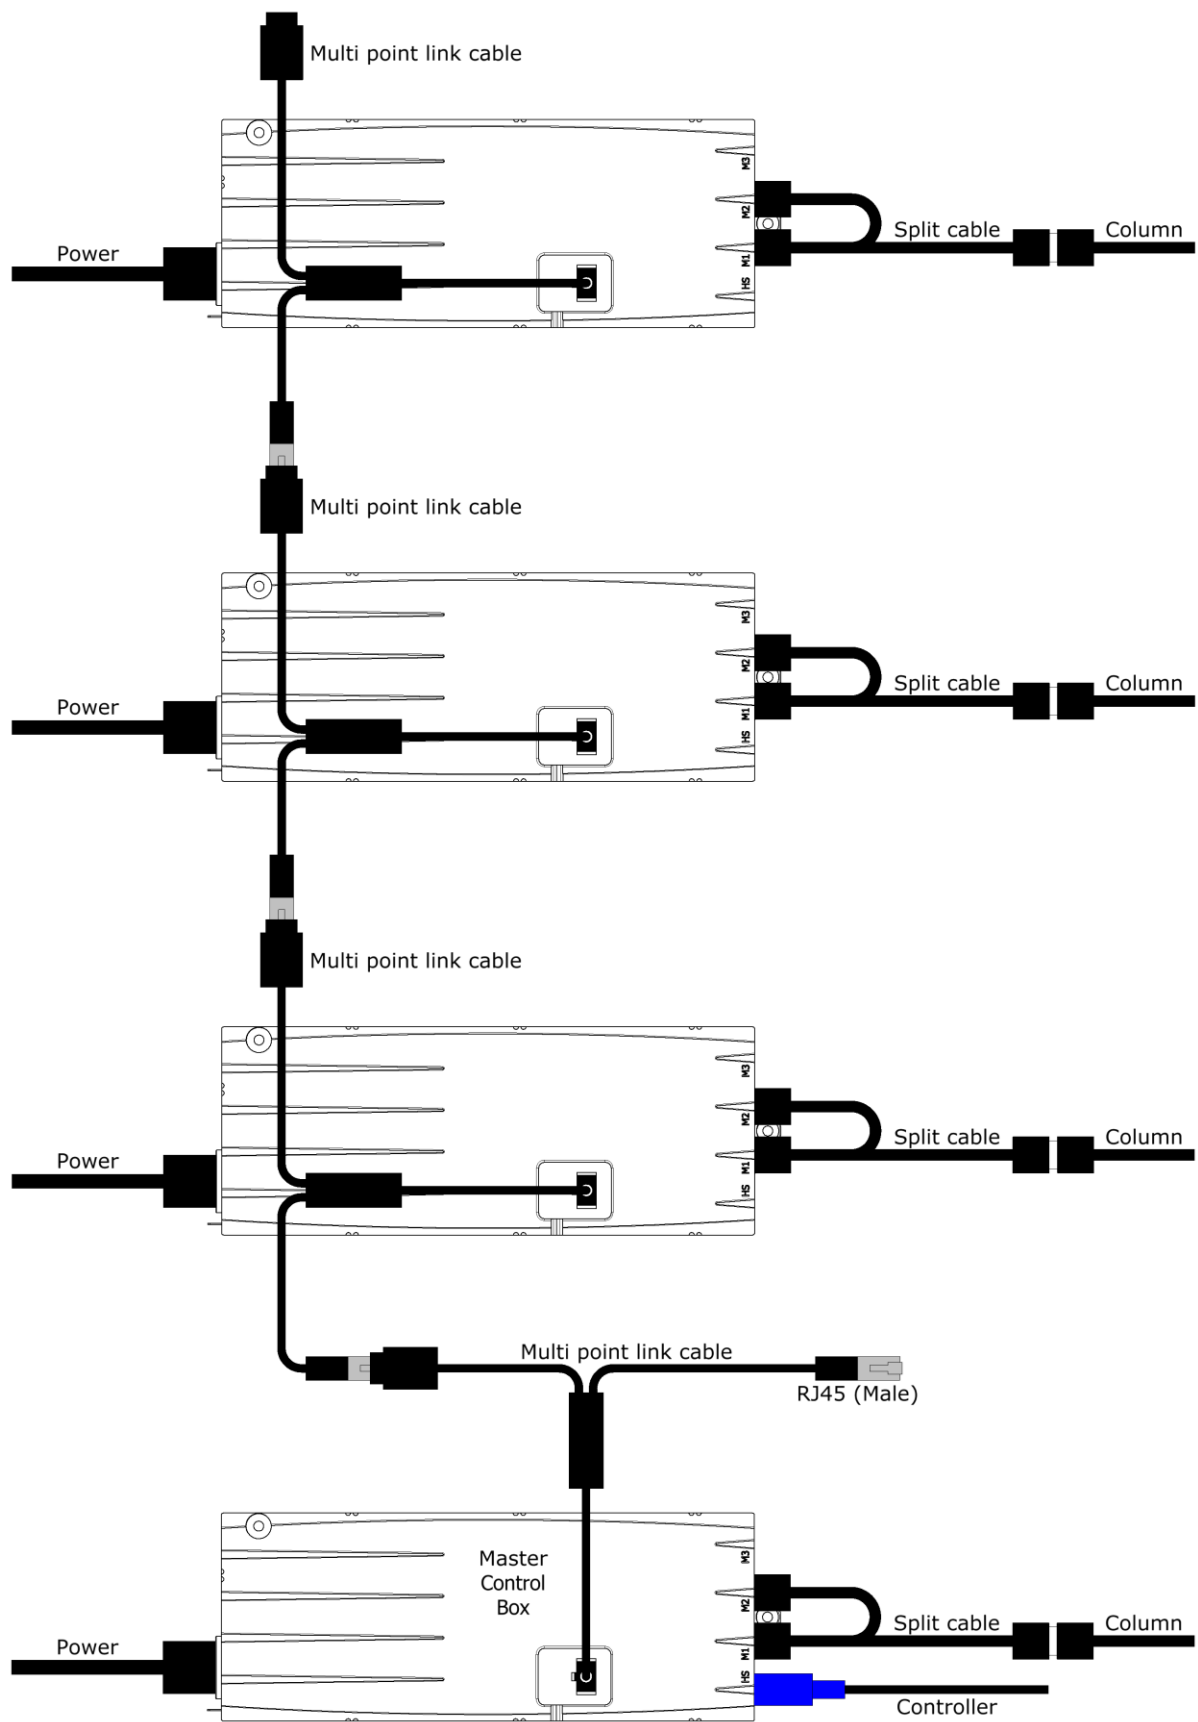 Multi point link cable
M3
M2
Power
Split cable
Column
M1
HS
Multi point link cable
M3
M2
Power
Split cable
Column
M1
HS
Multi point link cable
M3
M2
Power
Split cable
Column
M1
HS
Multi point link cable
RJ45 (Male)
Master
Control
Box
M3
M2
Power
Split cable
Column
M1
HS
Controller